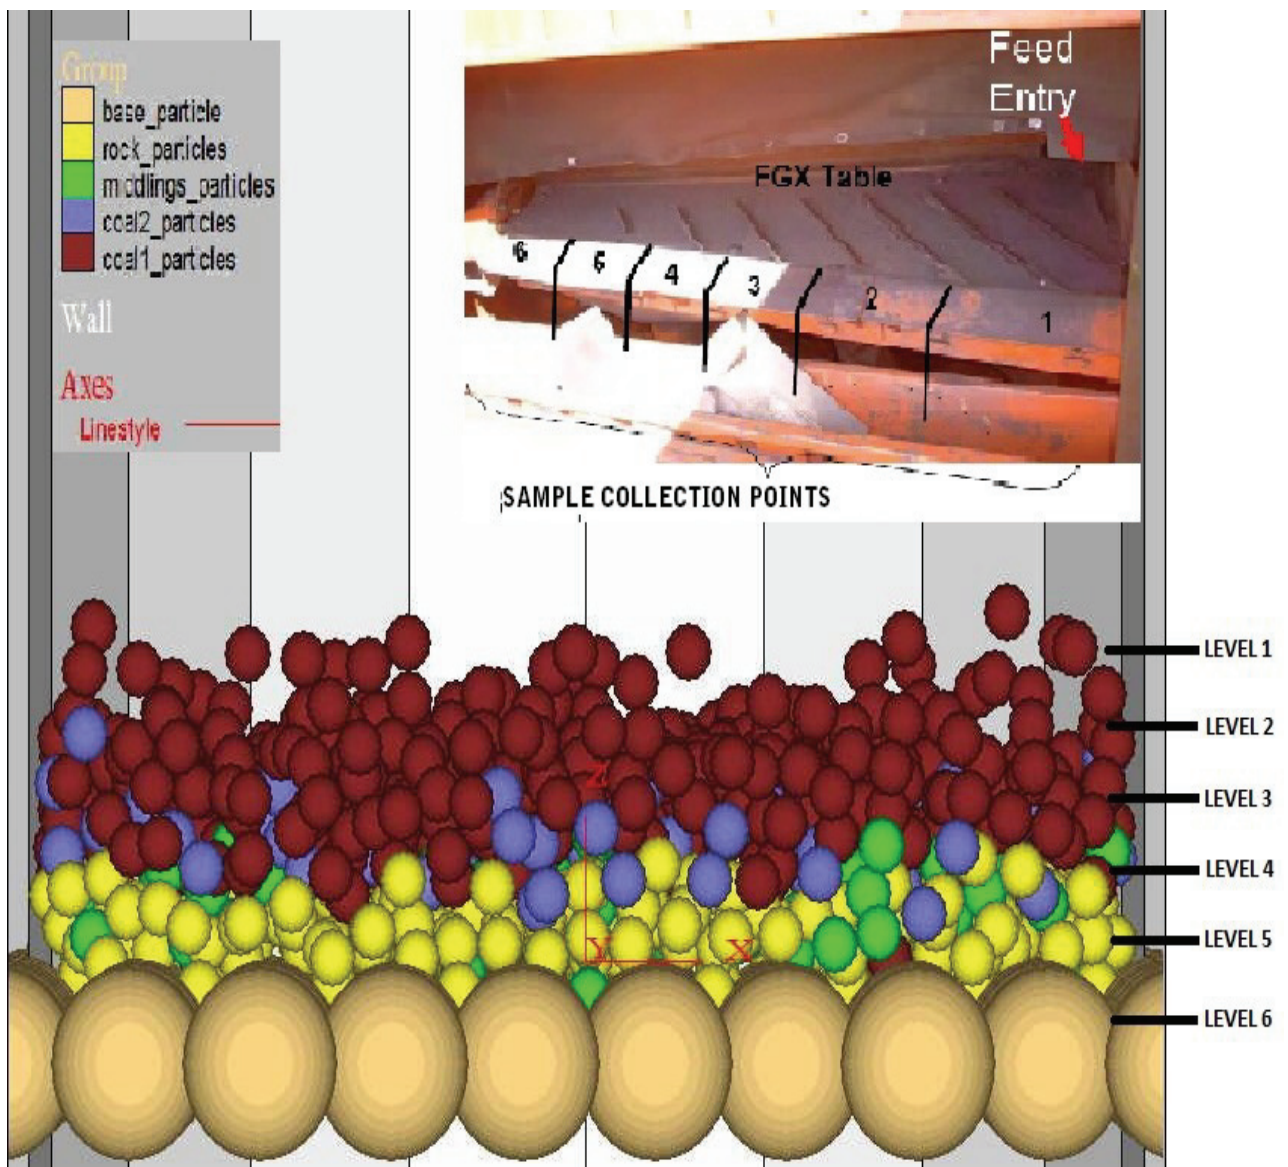 Group
base_particle
rock_particles
middlings_particles
coal2_particles
coal1_particles
Wall
Axes
Linestyle
Feed
Entry
FGX Table
6
5
4
3
2
1
SAMPLE COLLECTION POINTS
LEVEL 1
LEVEL 2
LEVEL 3
LEVEL 4
LEVEL 5
LEVEL 6
Z
Y
X